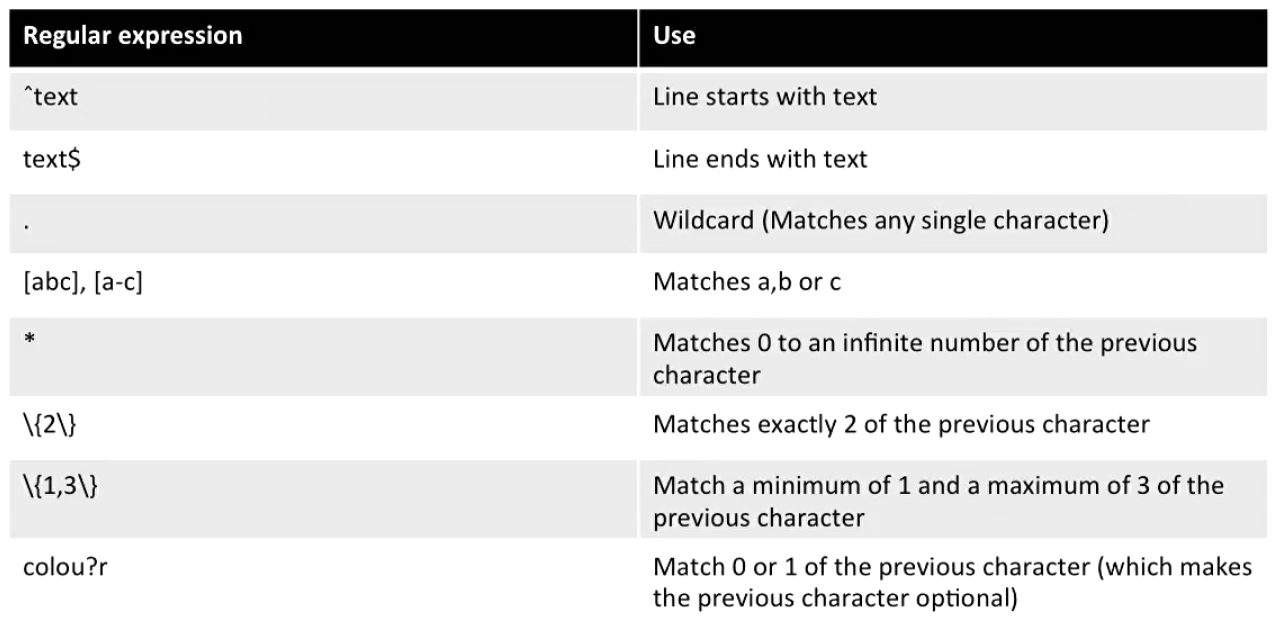 Regular expression Use
ˆtext Line starts with text
text$ Line ends with text
. Wildcard (Matches any single character)
[abc], [a-c] Matches a,b or c
* Matches 0 to an infinite number of the previous
character
\{2\} Matches exactly 2 of the previous character
\{1,3\} Match a minimum of 1 and a maximum of 3 of the
previous character
colou?r Match 0 or 1 of the previous character (which makes
the previous character optional)